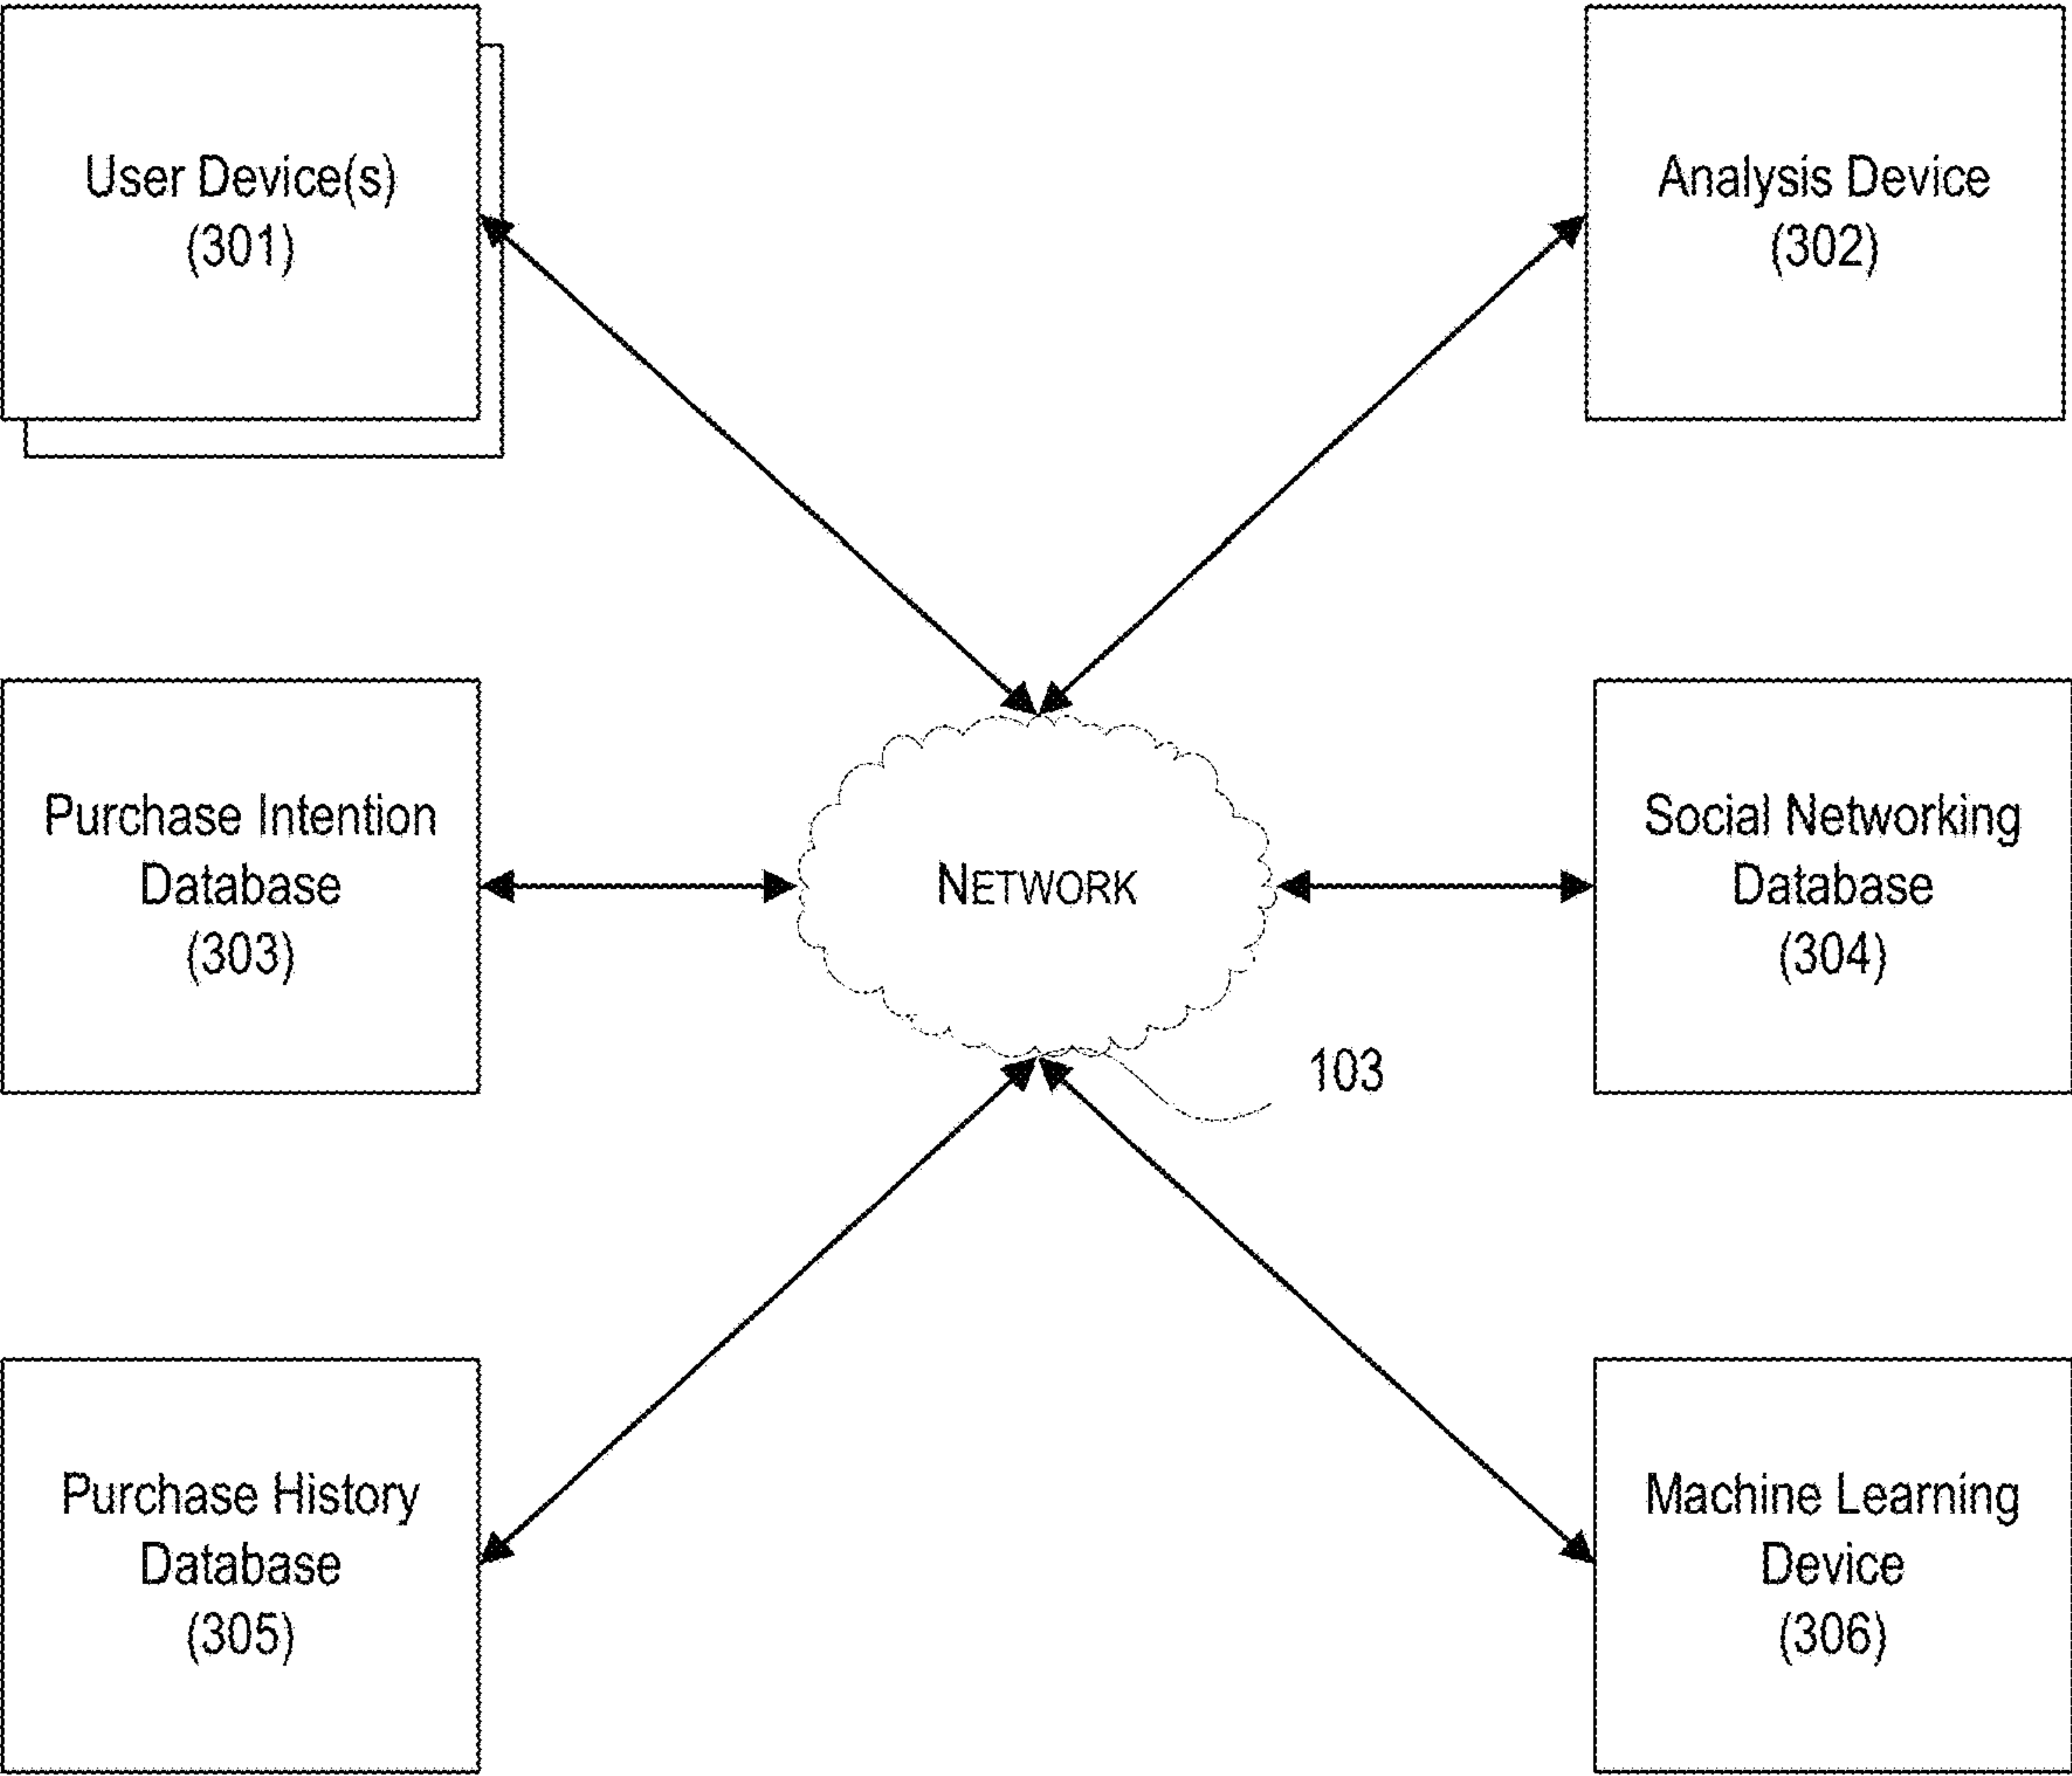 User Device(s)
(301)
Analysis Device
(302)
Purchase Intention
Database
(303)
NETWORK
Social Networking
Database
(304)
103
Purchase History
Database
(305)
Machine Learning
Device
(306)